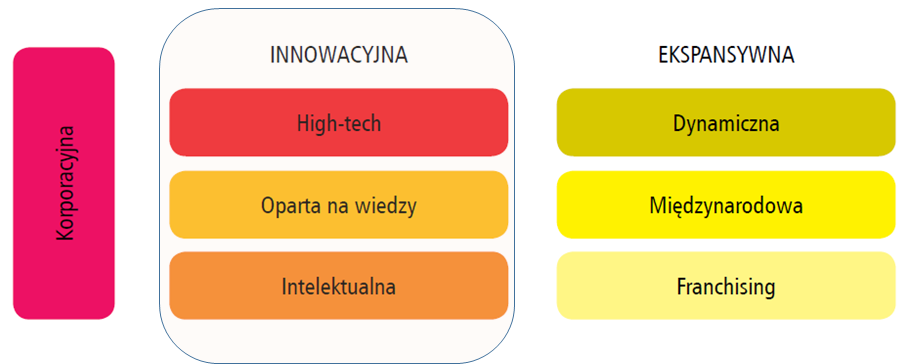 Korporacyjna
INNOWACYJNA
High-tech
Oparta na wiedzy
Intelektualna
EKSPANSYWNA
Dynamiczna
Międzynarodowa
Franchising